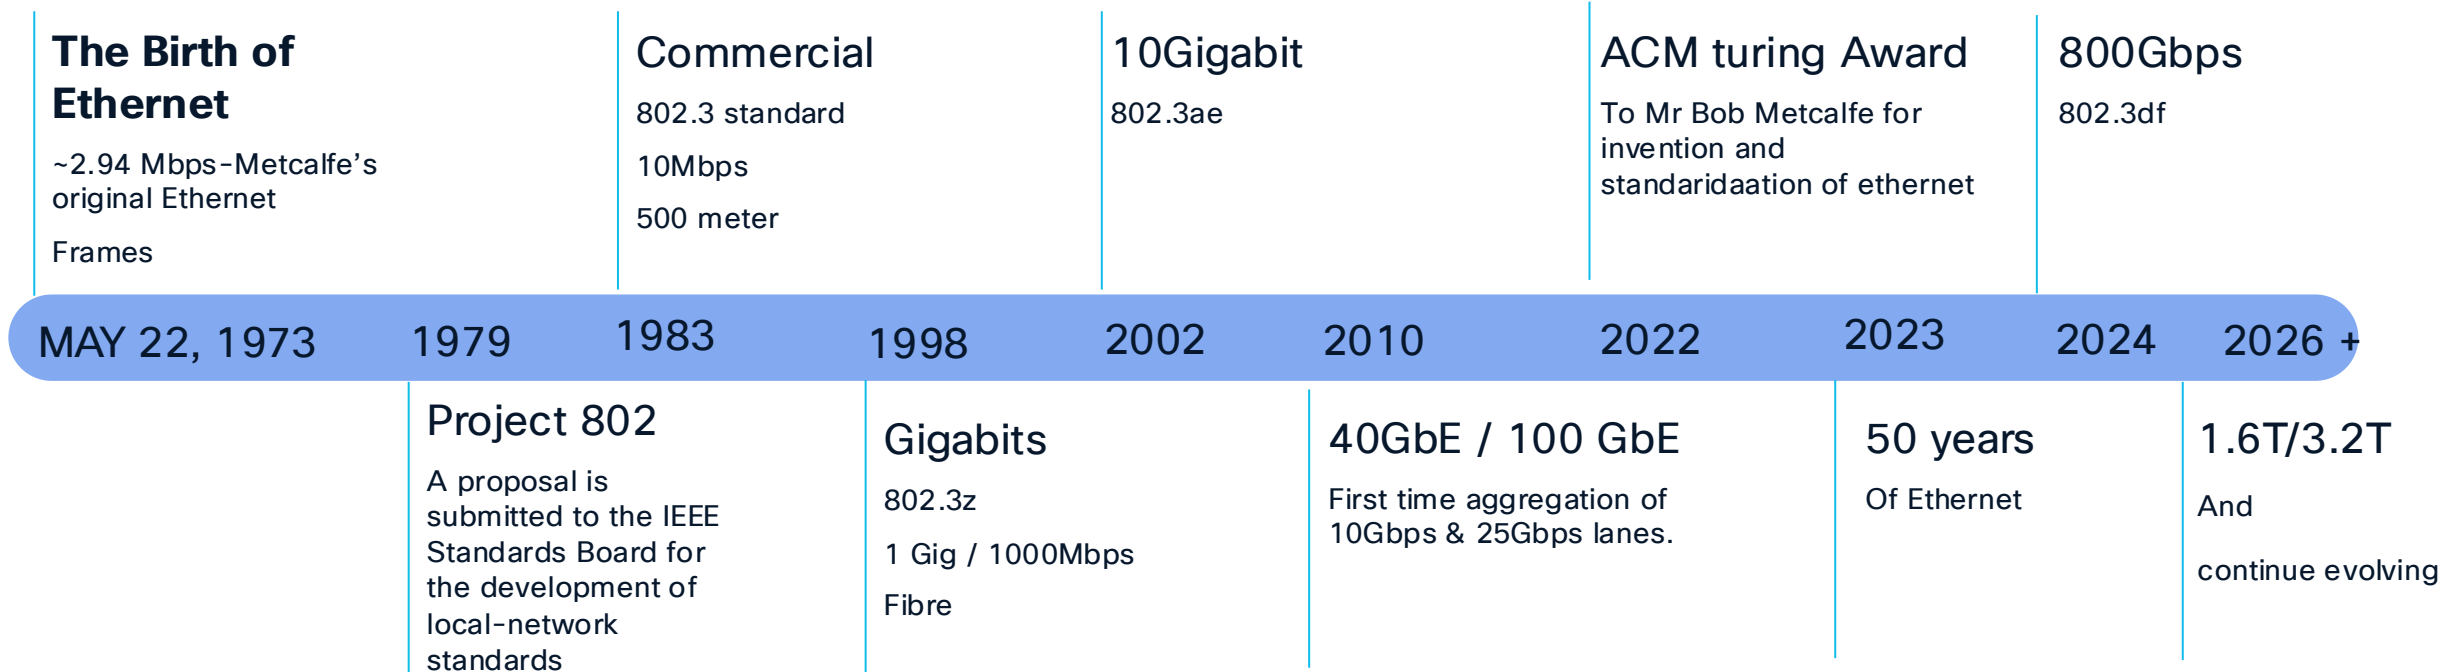 The Birth of
Ethernet
~2.94 Mbps-Metcalfe’s
original Ethernet
Frames
Commercial
802.3 standard
10Mbps
500 meter
10Gigabit
802.3ae
ACM turing Award
To Mr Bob Metcalfe for
invention and
standaridaation of ethernet
800Gbps
802.3df
MAY 22, 1973
1979
1983
1998
2002
2010
2022
2023
2024
2026 +
Project 802
A proposal is
submitted to the IEEE
Standards Board for
the development of
local-network
standards
Gigabits
802.3z
1 Gig / 1000Mbps
Fibre
40GbE / 100 GbE
First time aggregation of
10Gbps & 25Gbps lanes.
50 years
Of Ethernet
1.6T/3.2T
And
continue evolving